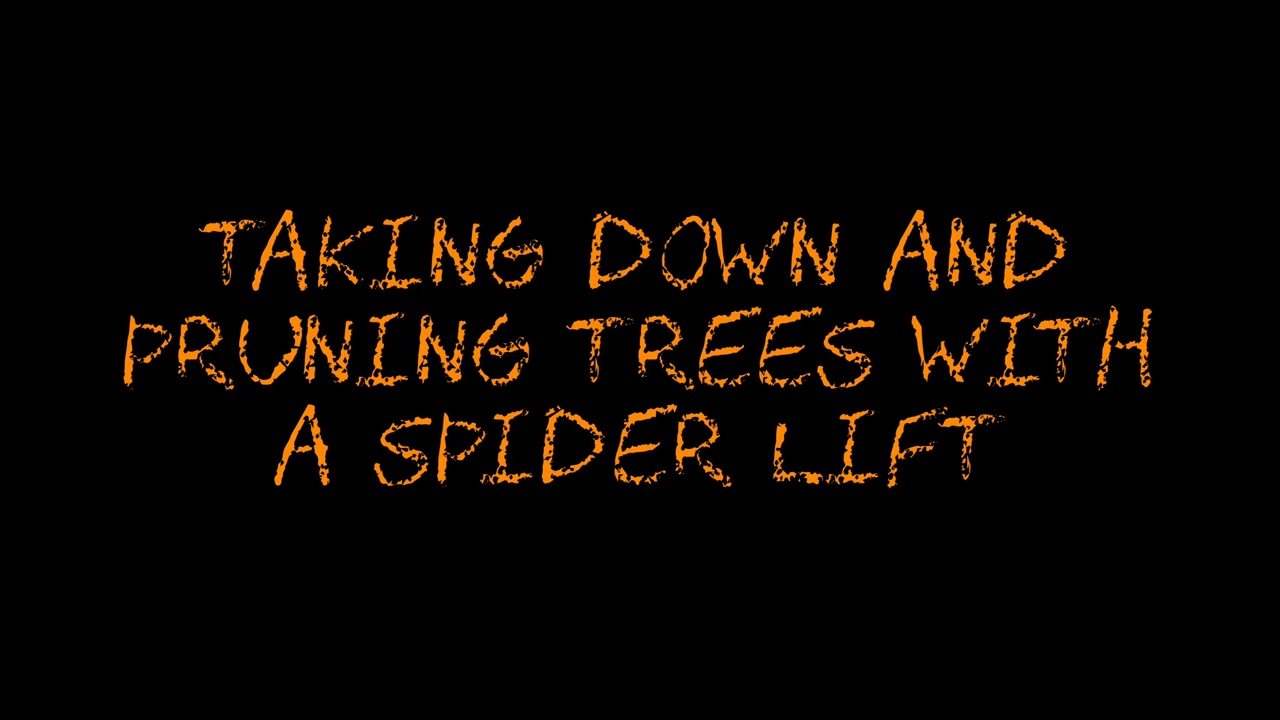 TAKING DOWN AND
PRUNING TREES WITH
A SPIDER LIFT